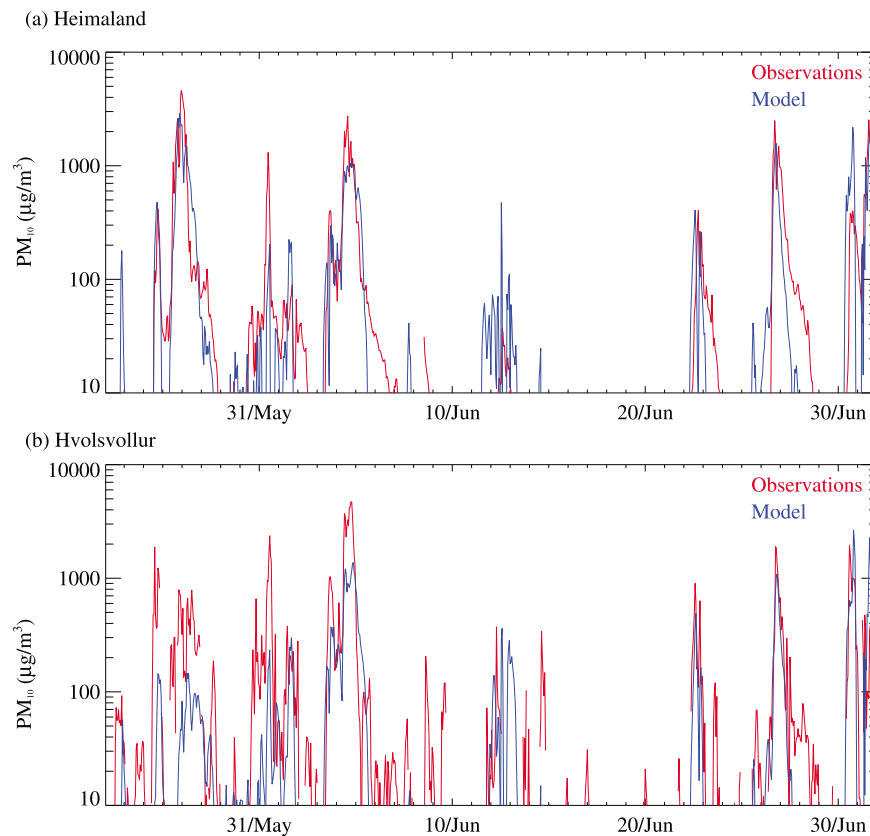 (a) Heimaland
10000
Observations
Model
1000
PM₁₀ (µg/m³)
100
10
31/May 10/Jun 20/Jun 30/Jun
(b) Hvolsvollur
10000
Observations
Model
1000
PM₁₀ (µg/m³)
100
10
31/May 10/Jun 20/Jun 30/Jun